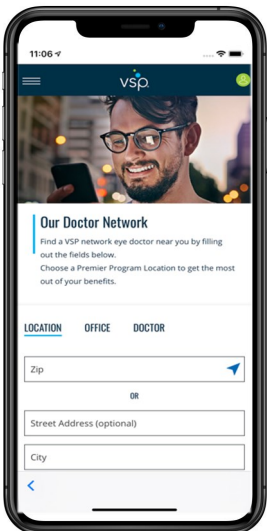 11:06
vsp.
Our Doctor Network
Find a VSP network eye doctor near you by filling
out the fields below.
Choose a Premier Program Location to get the most
out of your benefits.
LOCATION OFFICE DOCTOR
Zip
OR
Street Address (optional)
City